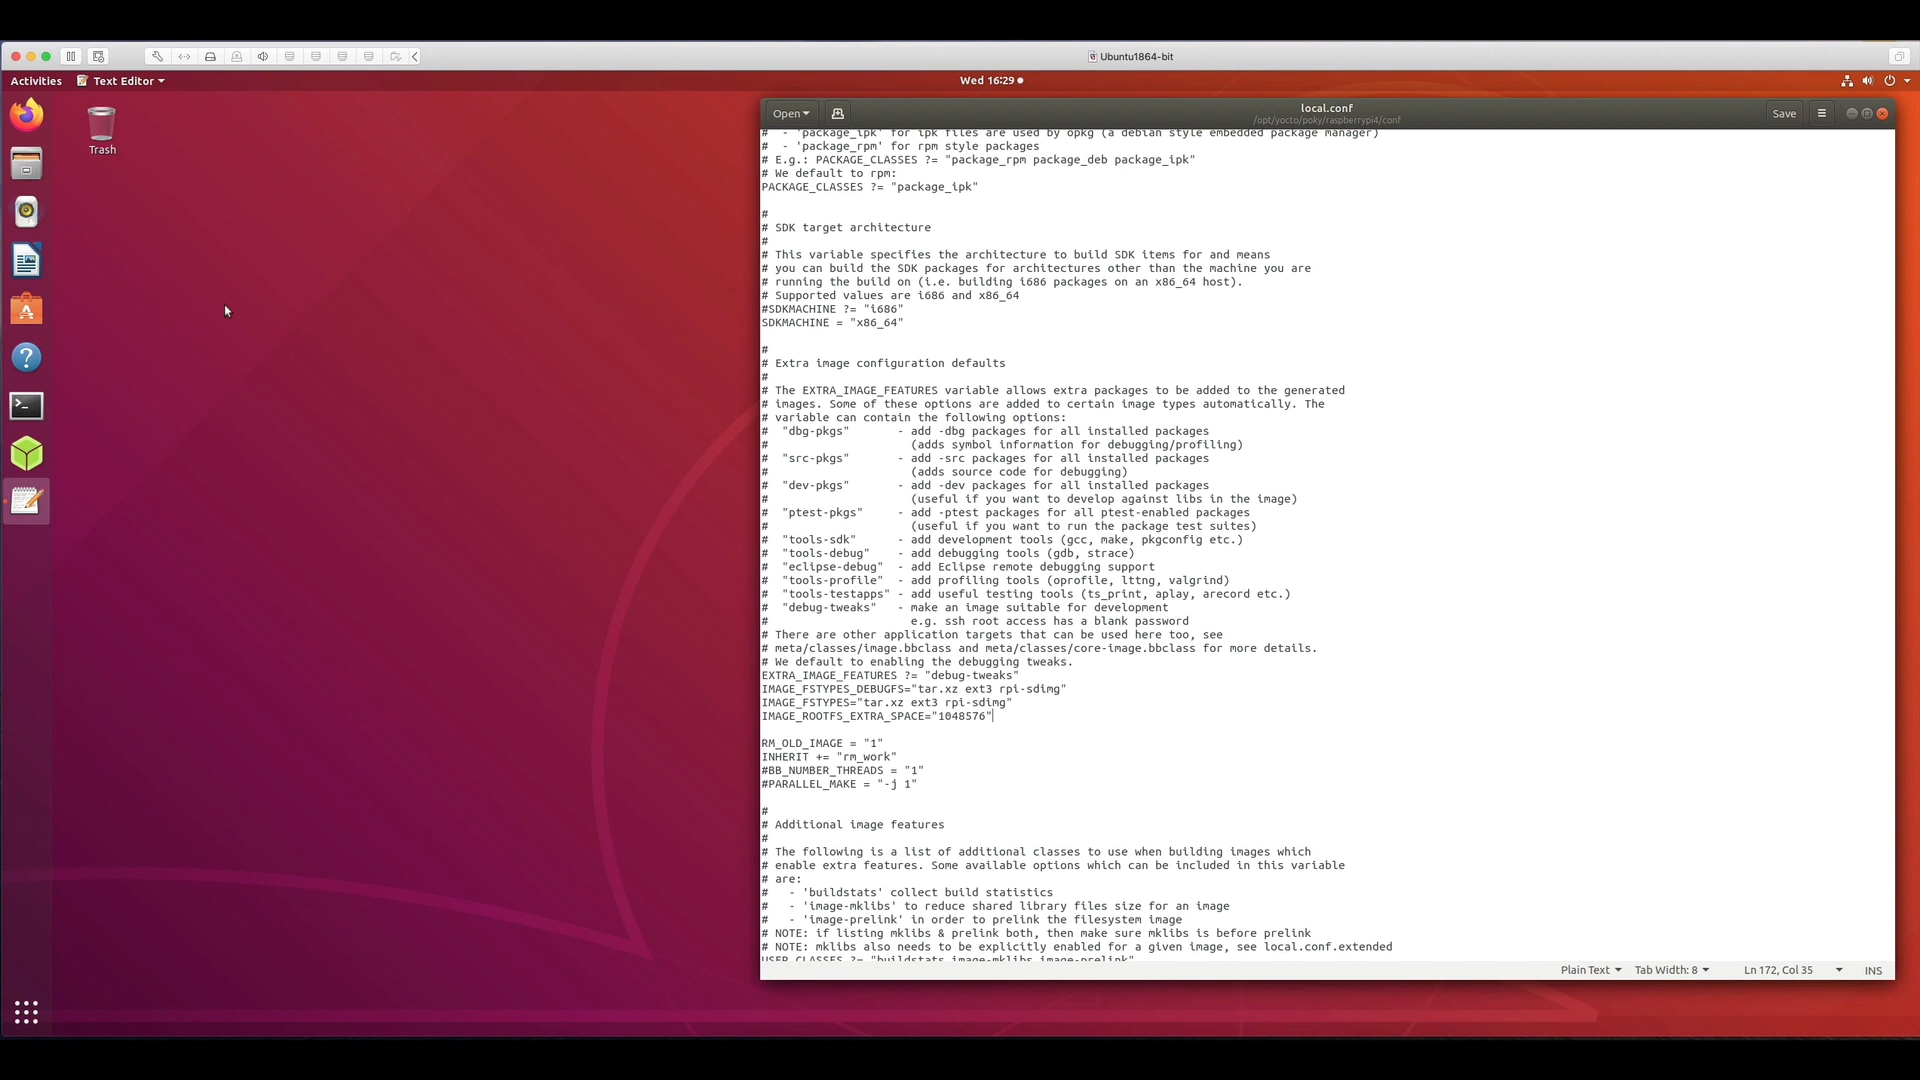 Ubuntu1864-bit
Activities
Text Editor
Wed 16:29
Trash
Open
local.conf
/opt/yocto/poky/raspberrypi4/conf
Save
#  - 'package_ipk' for ipk files are used by opkg (a debian style embedded package manager)
#  - 'package_rpm' for rpm style packages
# E.g.: PACKAGE_CLASSES ?= "package_rpm package_deb package_ipk"
# We default to rpm:
PACKAGE_CLASSES ?= "package_ipk"
#
# SDK target architecture
#
# This variable specifies the architecture to build SDK items for and means
# you can build the SDK packages for architectures other than the machine you are
# running the build on (i.e. building i686 packages on an x86_64 host).
# Supported values are i686 and x86_64
#SDKMACHINE ?= "i686"
SDKMACHINE = "x86_64"
#
# Extra image configuration defaults
#
# The EXTRA_IMAGE_FEATURES variable allows extra packages to be added to the generated
# images. Some of these options are added to certain image types automatically. The
# variable can contain the following options:
#  "dbg-pkgs"       - add -dbg packages for all installed packages
#                     (adds symbol information for debugging/profiling)
#  "src-pkgs"       - add -src packages for all installed packages
#                     (adds source code for debugging)
#  "dev-pkgs"       - add -dev packages for all installed packages
#                     (useful if you want to develop against libs in the image)
#  "ptest-pkgs"     - add -ptest packages for all ptest-enabled packages
#                     (useful if you want to run the package test suites)
#  "tools-sdk"      - add development tools (gcc, make, pkgconfig etc.)
#  "tools-debug"    - add debugging tools (gdb, strace)
#  "eclipse-debug"  - add Eclipse remote debugging support
#  "tools-profile"  - add profiling tools (oprofile, lttng, valgrind)
#  "tools-testapps" - add useful testing tools (ts_print, aplay, arecord etc.)
#  "debug-tweaks"   - make an image suitable for development
#                     e.g. ssh root access has a blank password
# There are other application targets that can be used here too, see
# meta/classes/image.bbclass and meta/classes/core-image.bbclass for more details.
# We default to enabling the debugging tweaks.
EXTRA_IMAGE_FEATURES ?= "debug-tweaks"
IMAGE_FSTYPES_DEBUGFS="tar.xz ext3 rpi-sdimg"
IMAGE_FSTYPES="tar.xz ext3 rpi-sdimg"
IMAGE_ROOTFS_EXTRA_SPACE="1048576"
RM_OLD_IMAGE = "1"
INHERIT += "rm_work"
#BB_NUMBER_THREADS = "1"
#PARALLEL_MAKE = "-j 1"
#
# Additional image features
#
# The following is a list of additional classes to use when building images which
# enable extra features. Some available options which can be included in this variable
# are:
#   - 'buildstats' collect build statistics
#   - 'image-mklibs' to reduce shared library files size for an image
#   - 'image-prelink' in order to prelink the filesystem image
# NOTE: if listing mklibs & prelink both, then make sure mklibs is before prelink
# NOTE: mklibs also needs to be explicitly enabled for a given image, see local.conf.extended
USER_CLASSES ?= "buildstats image-mklibs image-prelink"
Plain Text
Tab Width: 8
Ln 172, Col 35
INS